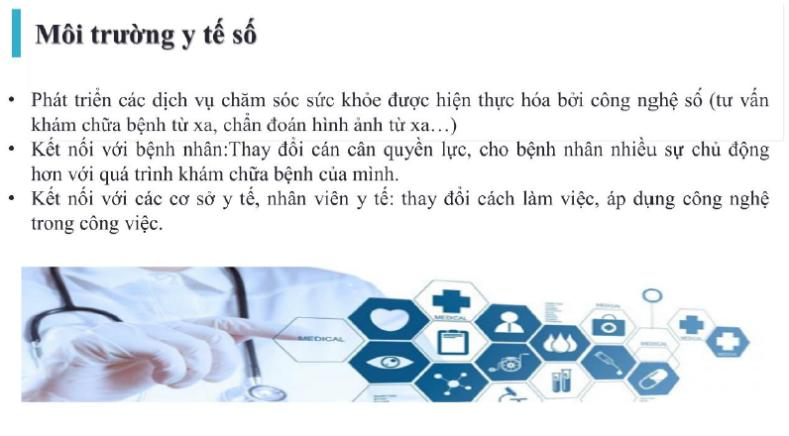 Môi trường y tế số
• Phát triển các dịch vụ chăm sóc sức khỏe được hiện thực hóa bởi công nghệ số (tư vấn
khám chữa bệnh từ xa, chẩn đoán hình ảnh từ xa…)
• Kết nối với bệnh nhân:Thay đổi cán cân quyền lực, cho bệnh nhân nhiều sự chủ động
hơn với quá trình khám chữa bệnh của mình.
• Kết nối với các cơ sở y tế, nhân viên y tế: thay đổi cách làm việc, áp dụng công nghệ
trong công việc.
MEDICAL
MEDICAL
MEDICAL
MEDICAL
MEDICAL